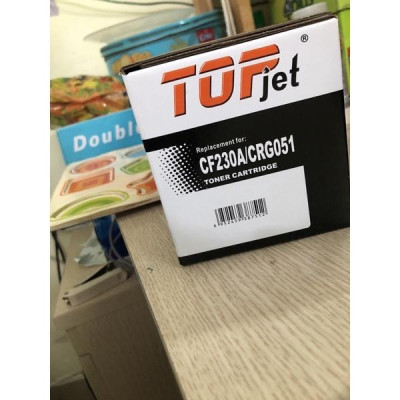 TOPjet®
Replacement for:
CF230A/CRG051
TONER CARTRIDGE
Double